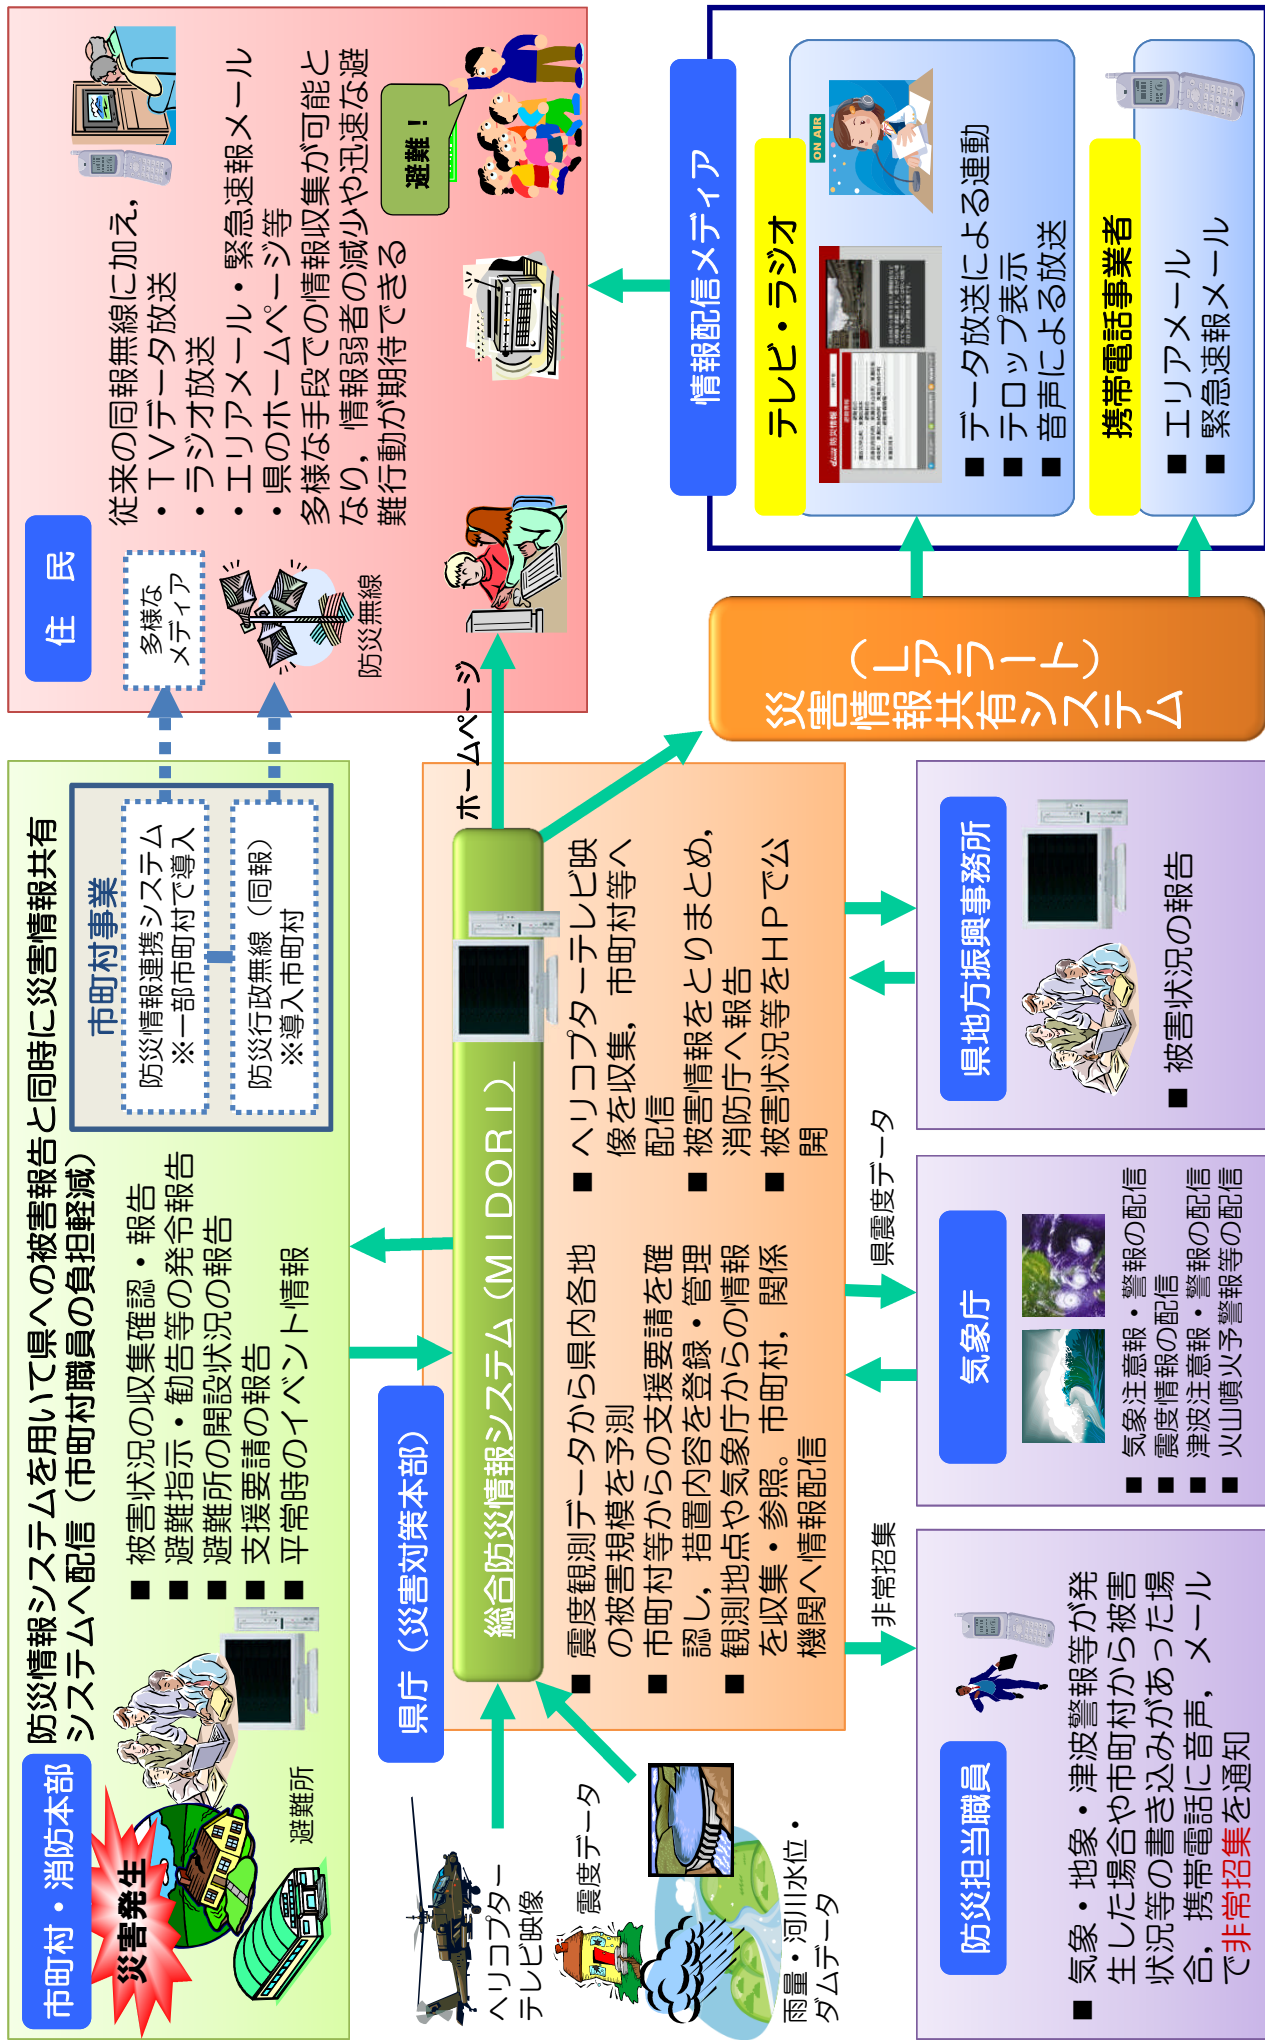 市町村・消防本部
防災情報システムを用いて県への被害報告と同時に災害情報共有
システムへ配信（市町村職員の負担軽減）
災害発生
避難所
■ 被害状況の収集確認・報告
■ 避難指示・勧告等の発令報告
■ 避難所の開設状況の報告
■ 支援要請の報告
■ 平常時のイベント情報
市町村事業
防災情報連携システム
※一部市町村で導入
防災行政無線（同報）
※導入市町村
住　民
多様な
メディア
防災無線
従来の同報無線に加え，
・ＴＶデータ放送
・ラジオ放送
・エリアメール・緊急速報メール
・県のホームページ等
多様な手段での情報収集が可能と
なり，情報弱者の減少や迅速な避
難行動が期待できる
避難！
ヘリコプター
テレビ映像
震度データ
雨量・河川水位・
ダムデータ
県庁（災害対策本部）
総合防災情報システム（ＭＩＤＯＲＩ）
■ 震度観測データから県内各地
の被害規模を予測
■ 市町村等からの支援要請を確
認し，措置内容を登録・管理
■ 観測地点や気象庁からの情報
を収集・参照。市町村，関係
機関へ情報配信
■ ヘリコプターテレビ映
像を収集，市町村等へ
配信
■ 被害情報をとりまとめ，
消防庁へ報告
■ 被害状況等をＨＰで公
開
ホームページ
（Ｌアラート）
災害情報共有システム
情報配信メディア
テレビ・ラジオ
ON AIR
防災情報
■ データ放送による連動
■ テロップ表示
■ 音声による放送
携帯電話事業者
■ エリアメール
■ 緊急速報メール
非常招集
防災担当職員
■ 気象・地象・津波警報等が発
生した場合や市町村から被害
状況等の書き込みがあった場
合，携帯電話に音声，メール
で非常招集を通知
県震度データ
気象庁
■ 気象注意報・警報の配信
■ 震度情報の配信
■ 津波注意報・警報の配信
■ 火山噴火予警報等の配信
県地方振興事務所
■ 被害状況の報告